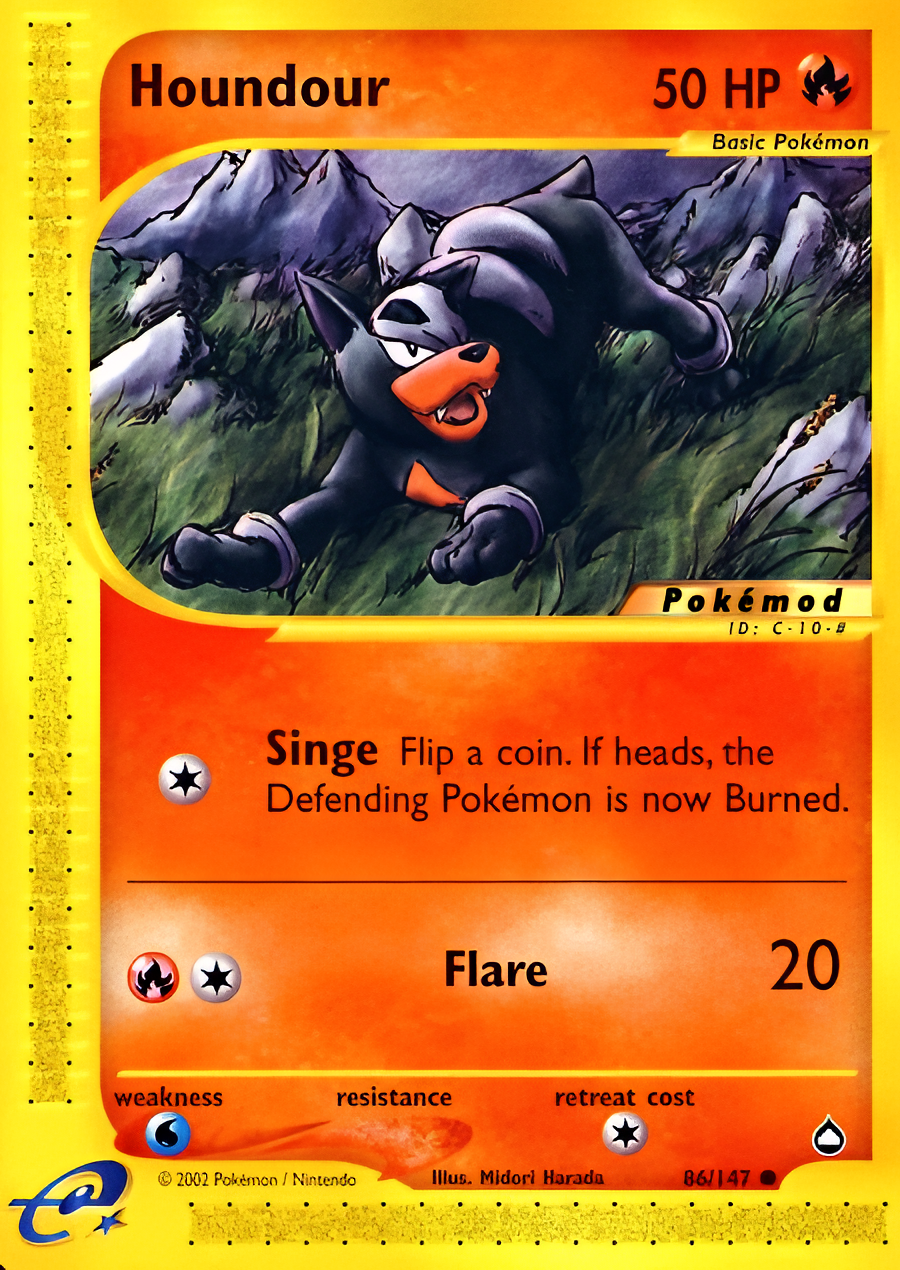 Houndour 50 HP
Basic Pokémon
Pokémod
ID: C-10-#
Singe Flip a coin. If heads, the
Defending Pokémon is now Burned.
Flare 20
weakness resistance retreat cost
© 2002 Pokémon / Nintendo Illus. Midori Harada 86/147
e